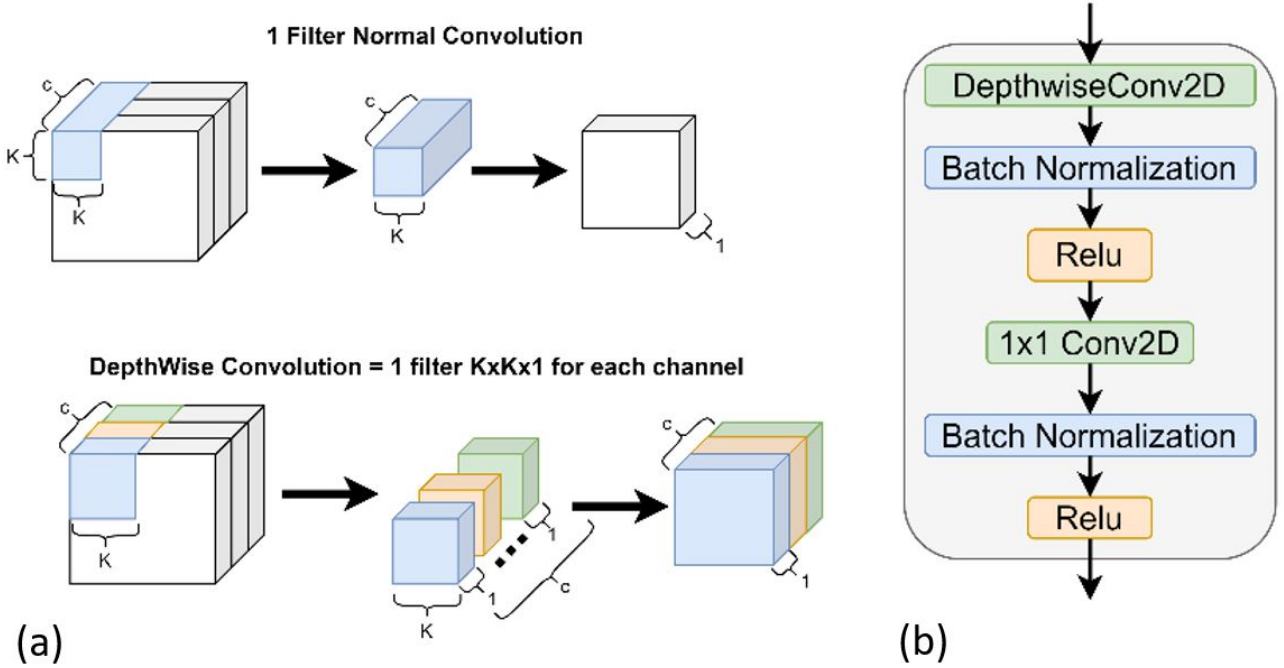 1 Filter Normal Convolution
c
K
K
c
K
1
DepthWise Convolution = 1 filter KxKx1 for each channel
c
K
K
1
1
c
c
1
(a)
DepthwiseConv2D
Batch Normalization
Relu
1x1 Conv2D
Batch Normalization
Relu
(b)